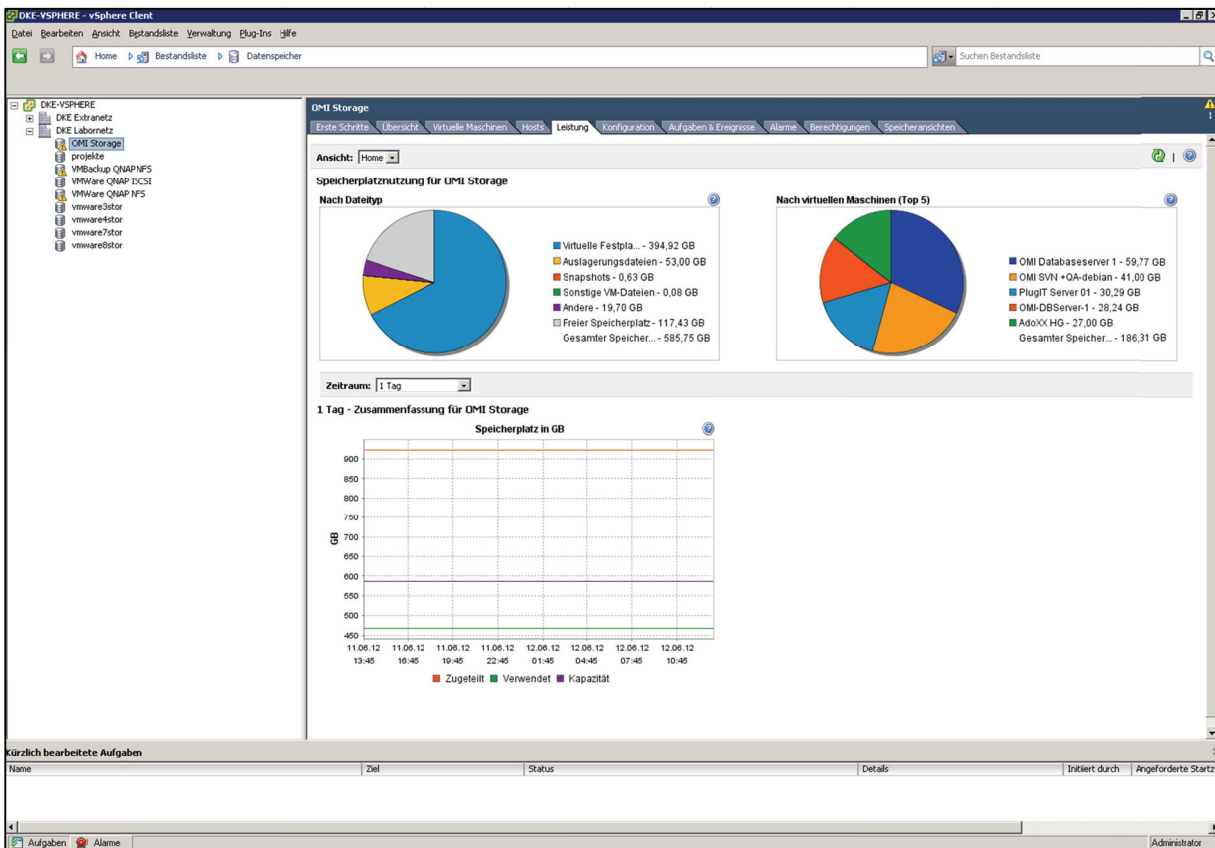 DKE-VSPHERE - vSphere Client
Datei Bearbeiten Ansicht Bestandsliste Verwaltung Plug-Ins Hilfe
Home Bestandsliste Datenspeicher
Suchen Bestandsliste
DKE-VSPHERE
DKE Extranetz
DKE Labornetz
OMI Storage
projekte
VMBackup QNAPNFS
VMWare QNAP ISCSI
VMWare QNAP NFS
vmware3stor
vmware4stor
vmware7stor
vmware8stor
OMI Storage
1
Erste Schritte Übersicht Virtuelle Maschinen Hosts Leistung Konfiguration Aufgaben & Ereignisse Alarme Berechtigungen Speicheransichten
Ansicht: Home
Speicherplatznutzung für OMI Storage
Nach Dateityp
Virtuelle Festpla... - 394,92 GB
Auslagerungsdateien - 53,00 GB
Snapshots - 0,63 GB
Sonstige VM-Dateien - 0,08 GB
Andere - 19,70 GB
Freier Speicherplatz - 117,43 GB
Gesamter Speicher... - 585,75 GB
Nach virtuellen Maschinen (Top 5)
OMI Databaseserver 1 - 59,77 GB
OMI SVN +QA-debian - 41,00 GB
PlugIT Server 01 - 30,29 GB
OMI-DBServer-1 - 28,24 GB
AdoXX HG - 27,00 GB
Gesamter Speicher... - 186,31 GB
Zeitraum: 1 Tag
1 Tag - Zusammenfassung für OMI Storage
Speicherplatz in GB
900
850
800
750
700
650
600
550
500
450
GB
11.06.12 11.06.12 11.06.12 11.06.12 12.06.12 12.06.12 12.06.12 12.06.12
13:45 16:45 19:45 22:45 01:45 04:45 07:45 10:45
Zugeteilt Verwendet Kapazität
Kürzlich bearbeitete Aufgaben
Name Ziel Status Details Initiiert durch Angeforderte Startz
Aufgaben Alarme Administrator